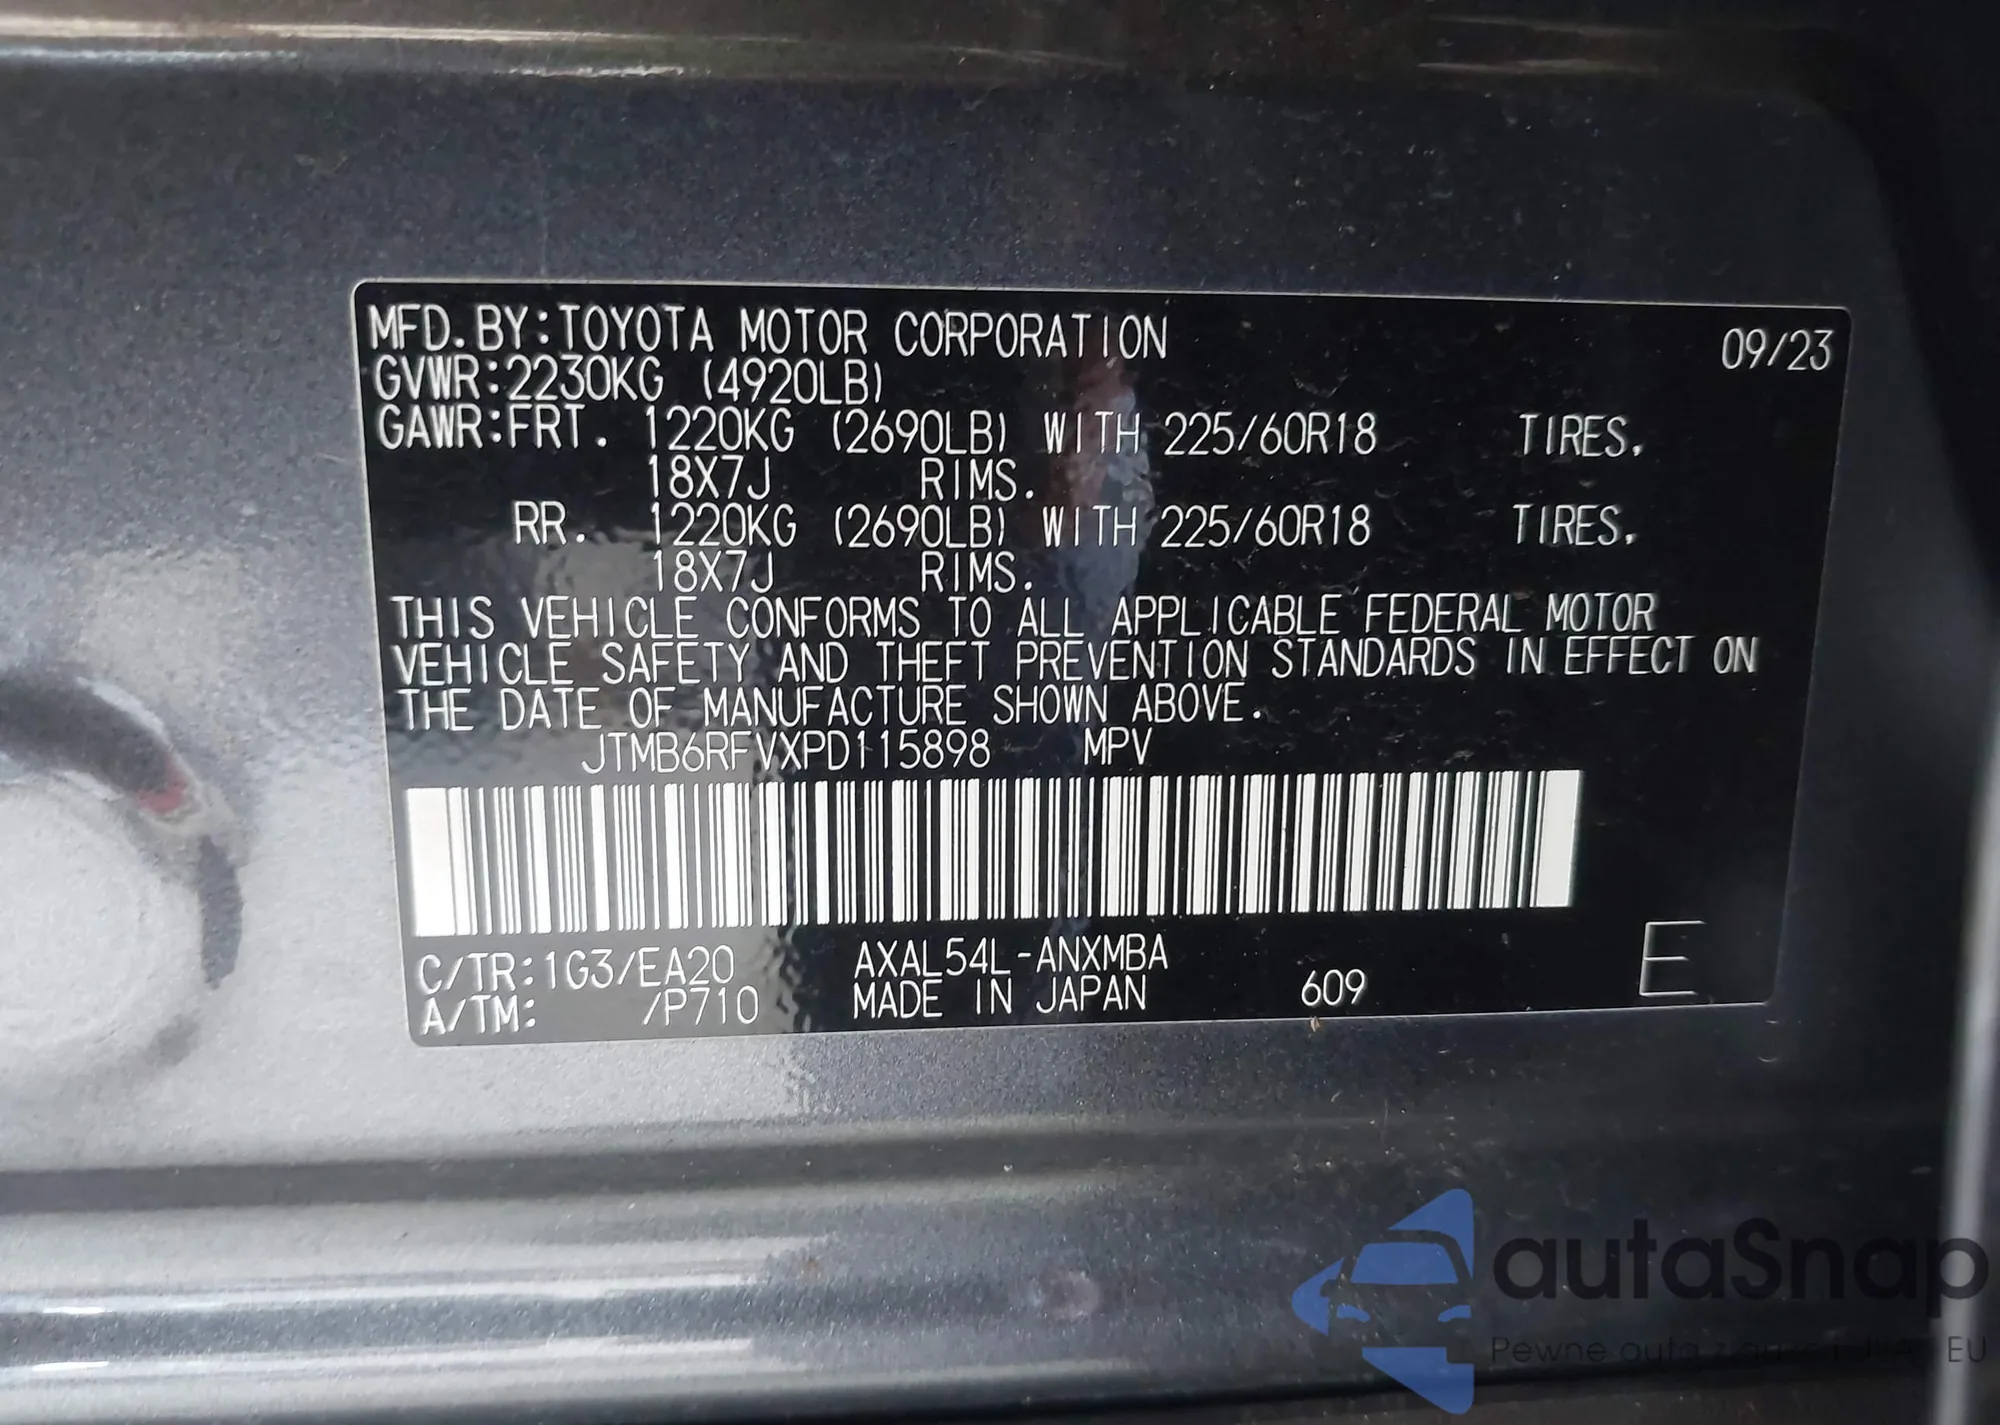 MFD.BY:TOYOTA MOTOR CORPORATION 09/23
GVWR:2230KG (4920LB)
GAWR:FRT. 1220KG (2690LB) WITH 225/60R18 TIRES.
18X7J RIMS.
RR. 1220KG (2690LB) WITH 225/60R18 TIRES.
18X7J RIMS.
THIS VEHICLE CONFORMS TO ALL APPLICABLE FEDERAL MOTOR
VEHICLE SAFETY AND THEFT PREVENTION STANDARDS IN EFFECT ON
THE DATE OF MANUFACTURE SHOWN ABOVE.
JTMB6RFVXPD115898 MPV
C/TR:1G3/EA20 AXAL54L-ANXMBA
A/TM: /P710 MADE IN JAPAN 609 E
autaSnap
Pewne auta z EU